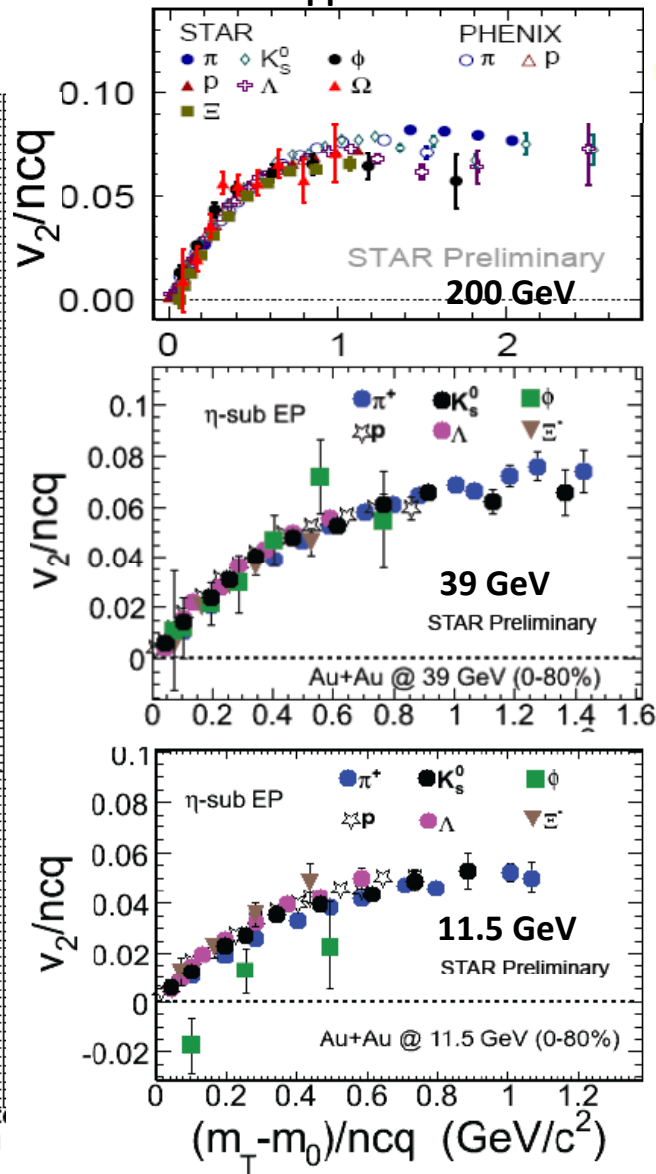 STAR PHENIX
π K⁰s ϕ π p
p Λ Ω
Ξ
0.10
0.05
0.00
v₂/ncq
STAR Preliminary
200 GeV
0 1 2
η-sub EP
π⁺ K⁰s ϕ
p Λ Ξ⁻
0.1
0.08
0.06
0.04
0.02
0
v₂/ncq
39 GeV
STAR Preliminary
Au+Au @ 39 GeV (0-80%)
0 0.2 0.4 0.6 0.8 1 1.2 1.4 1.6
η-sub EP
π⁺ K⁰s ϕ
p Λ Ξ⁻
0.1
0.08
0.06
0.04
0.02
0
-0.02
v₂/ncq
11.5 GeV
STAR Preliminary
Au+Au @ 11.5 GeV (0-80%)
0 0.2 0.4 0.6 0.8 1 1.2
(m_T-m₀)/ncq (GeV/c²)